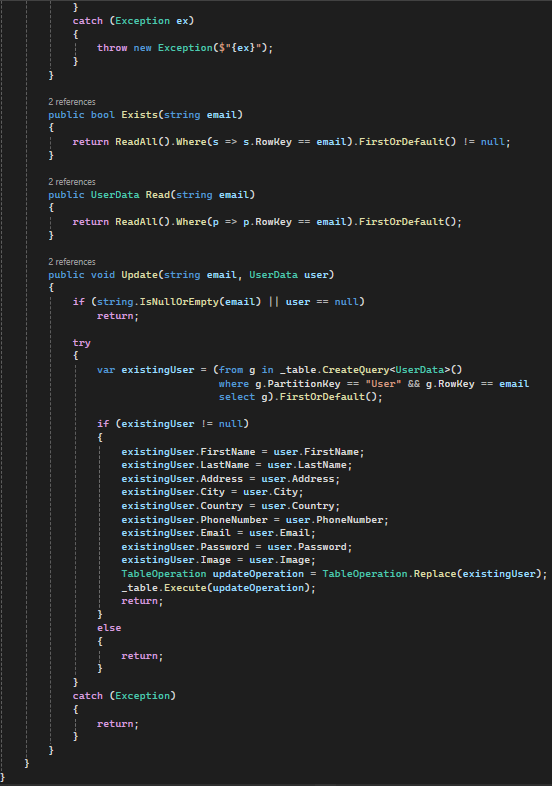 }
catch (Exception ex)
{
throw new Exception($"{ex}");
}
}
2 references
public bool Exists(string email)
{
return ReadAll().Where(s => s.RowKey == email).FirstOrDefault() != null;
}
2 references
public UserData Read(string email)
{
return ReadAll().Where(p => p.RowKey == email).FirstOrDefault();
}
2 references
public void Update(string email, UserData user)
{
if (string.IsNullOrEmpty(email) || user == null)
return;
try
{
var existingUser = (from g in _table.CreateQuery<UserData>()
where g.PartitionKey == "User" && g.RowKey == email
select g).FirstOrDefault();
if (existingUser != null)
{
existingUser.FirstName = user.FirstName;
existingUser.LastName = user.LastName;
existingUser.Address = user.Address;
existingUser.City = user.City;
existingUser.Country = user.Country;
existingUser.PhoneNumber = user.PhoneNumber;
existingUser.Email = user.Email;
existingUser.Password = user.Password;
existingUser.Image = user.Image;
TableOperation updateOperation = TableOperation.Replace(existingUser);
_table.Execute(updateOperation);
return;
}
else
{
return;
}
}
catch (Exception)
{
return;
}
}
}
}